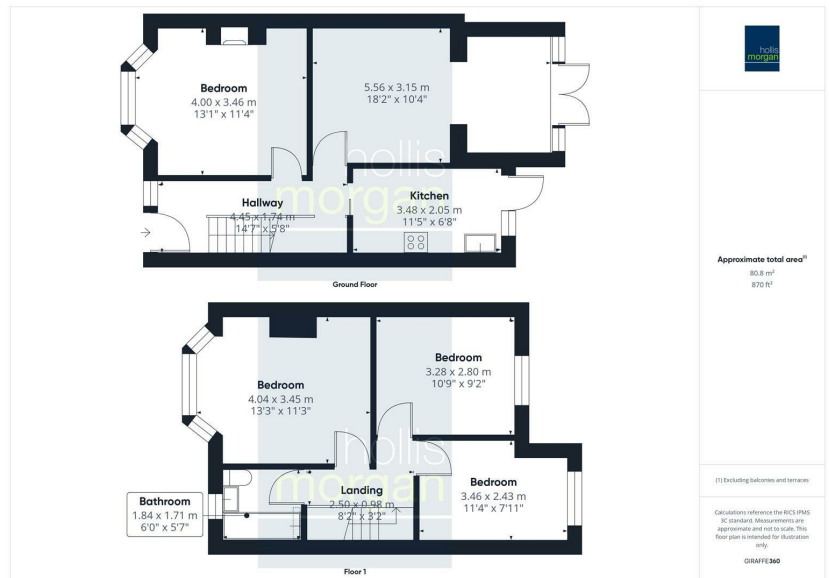 Bedroom
4.00 x 3.46 m
13'1" x 11'4"
5.56 x 3.15 m
18'2" x 10'4"
hollis
morgan
Hallway
4.45 x 1.74 m
14'7" x 5'8"
Kitchen
3.48 x 2.05 m
11'5" x 6'8"
Ground Floor
Bedroom
4.04 x 3.45 m
13'3" x 11'3"
Bedroom
3.28 x 2.80 m
10'9" x 9'2"
hollis
morgan
Bathroom
1.84 x 1.71 m
6'0" x 5'7"
Landing
2.50 x 0.98 m
8'2" x 3'2"
Bedroom
3.46 x 2.43 m
11'4" x 7'11"
Floor 1
hollis
morgan
Approximate total area(1)
80.8 m²
870 ft²
(1) Excluding balconies and terraces
Calculations reference the RICS IPMS
3C standard. Measurements are
approximate and not to scale. This
floor plan is intended for illustration
only.
GIRAFFE360